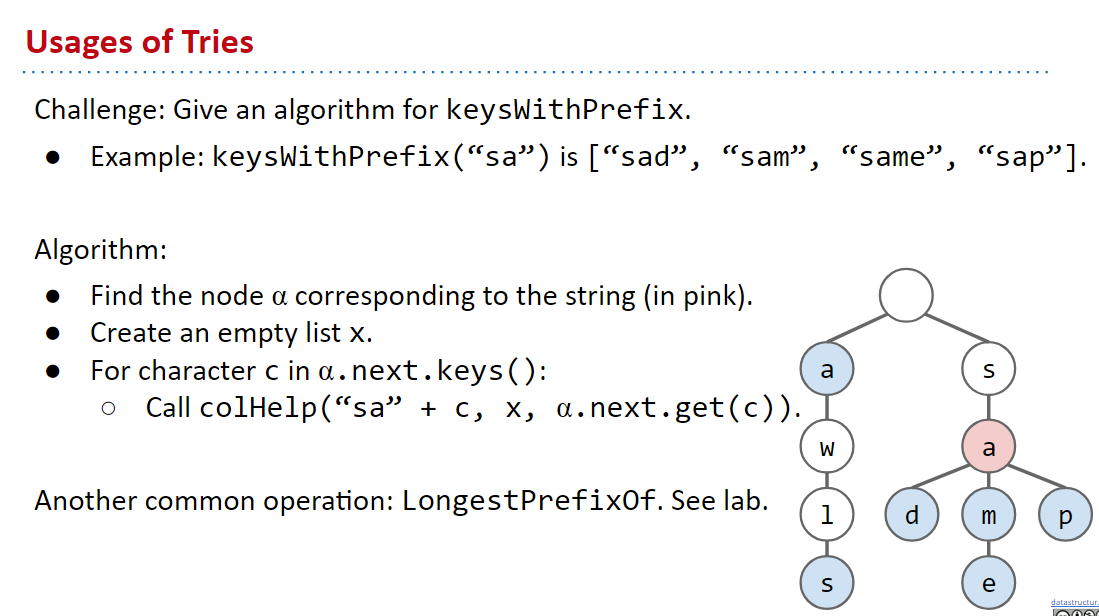 Usages of Tries
Challenge: Give an algorithm for keysWithPrefix.
● Example: keysWithPrefix(“sa”) is [“sad”, “sam”, “same”, “sap”].
Algorithm:
● Find the node α corresponding to the string (in pink).
● Create an empty list x.
● For character c in α.next.keys():
○ Call colHelp(“sa” + c, x, α.next.get(c)).
Another common operation: LongestPrefixOf. See lab.
a s
w a
l d m p
s e
datastructur.